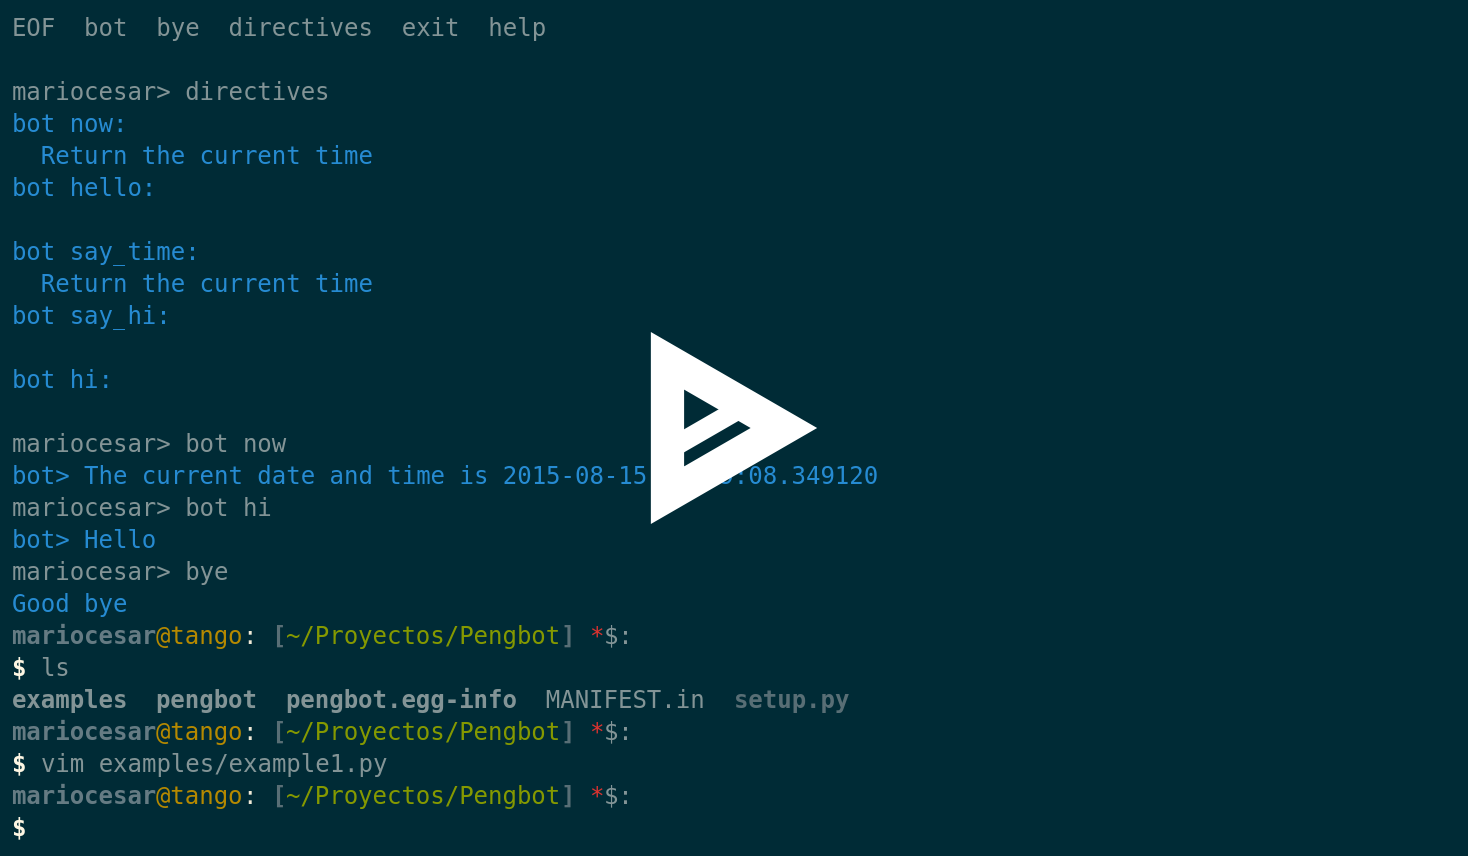 EOF  bot  bye  directives  exit  help
mariocesar> directives
bot now:
  Return the current time
bot hello:
bot say_time:
  Return the current time
bot say_hi:
bot hi:
mariocesar> bot now
bot> The current date and time is 2015-08-15 :08.349120
mariocesar> bot hi
bot> Hello
mariocesar> bye
Good bye
mariocesar@tango: [~/Proyectos/Pengbot] *$:
$ ls
examples  pengbot  pengbot.egg-info  MANIFEST.in  setup.py
mariocesar@tango: [~/Proyectos/Pengbot] *$:
$ vim examples/example1.py
mariocesar@tango: [~/Proyectos/Pengbot] *$:
$